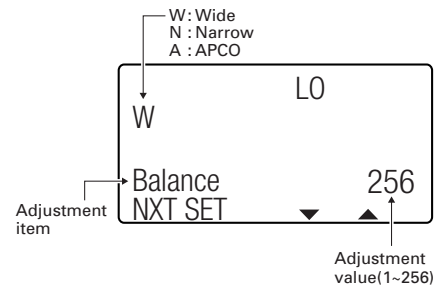 W: Wide
N : Narrow
A : APCO
LO
W
Balance 256
NXT SET
Adjustment
item
Adjustment
value(1~256)